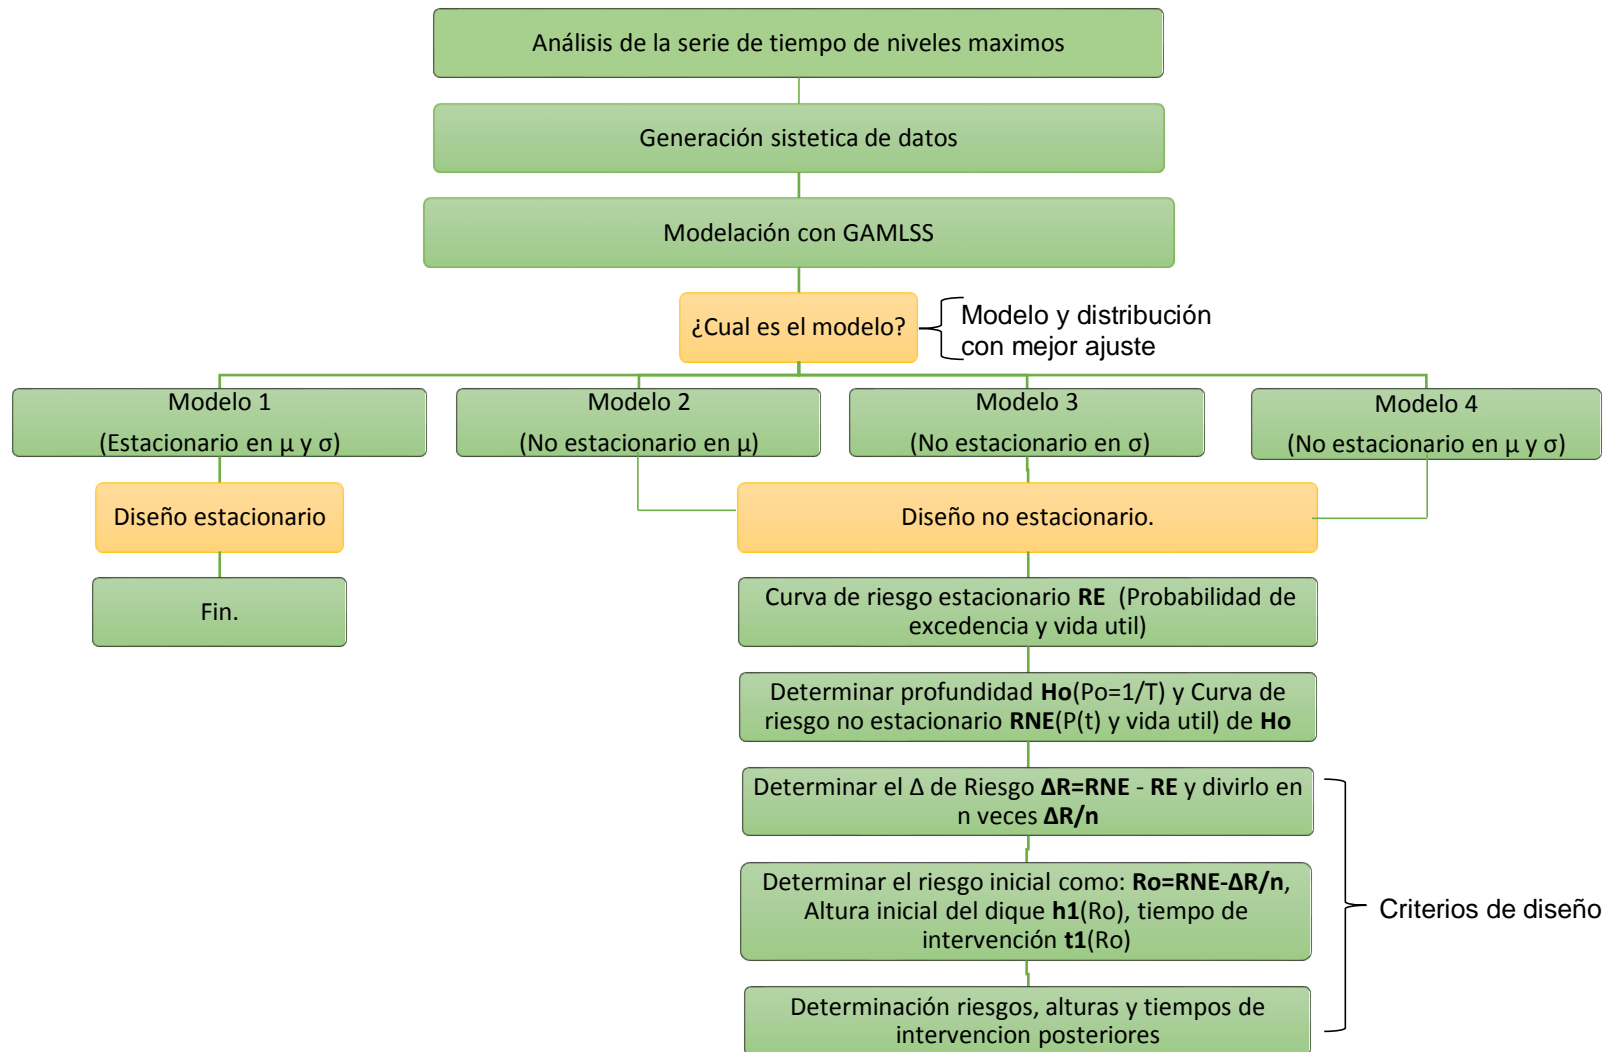 Análisis de la serie de tiempo de niveles maximos
Generación sistetica de datos
Modelación con GAMLSS
¿Cual es el modelo?
Modelo y distribución
con mejor ajuste
Modelo 1
(Estacionario en μ y σ)
Modelo 2
(No estacionario en μ)
Modelo 3
(No estacionario en σ)
Modelo 4
(No estacionario en μ y σ)
Diseño estacionario
Diseño no estacionario.
Fin.
Curva de riesgo estacionario RE (Probabilidad de
excedencia y vida util)
Determinar profundidad Ho(Po=1/T) y Curva de
riesgo no estacionario RNE(P(t) y vida util) de Ho
Determinar el Δ de Riesgo ΔR=RNE - RE y divirlo en
n veces ΔR/n
Determinar el riesgo inicial como: Ro=RNE-ΔR/n,
Altura inicial del dique h1(Ro), tiempo de
intervención t1(Ro)
Criterios de diseño
Determinación riesgos, alturas y tiempos de
intervencion posteriores